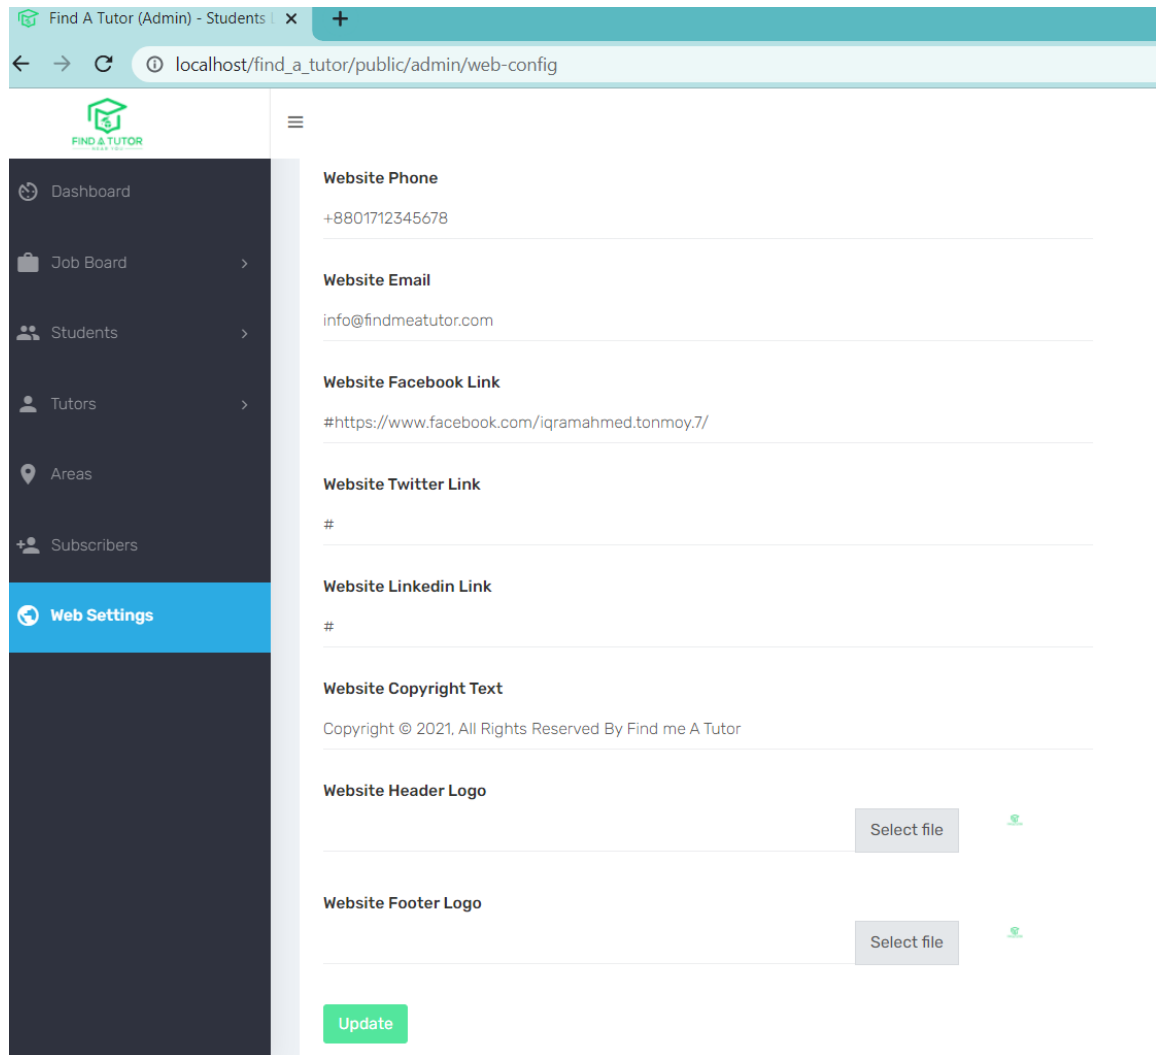 Find A Tutor (Admin) - Students
localhost/find_a_tutor/public/admin/web-config
FIND A TUTOR
NEAR YOU
Dashboard
Job Board
Students
Tutors
Areas
Subscribers
Web Settings
Website Phone
+8801712345678
Website Email
info@findmeatutor.com
Website Facebook Link
#https://www.facebook.com/iqramahmed.tonmoy.7/
Website Twitter Link
#
Website Linkedin Link
#
Website Copyright Text
Copyright © 2021, All Rights Reserved By Find me A Tutor
Website Header Logo
Select file
Website Footer Logo
Select file
Update